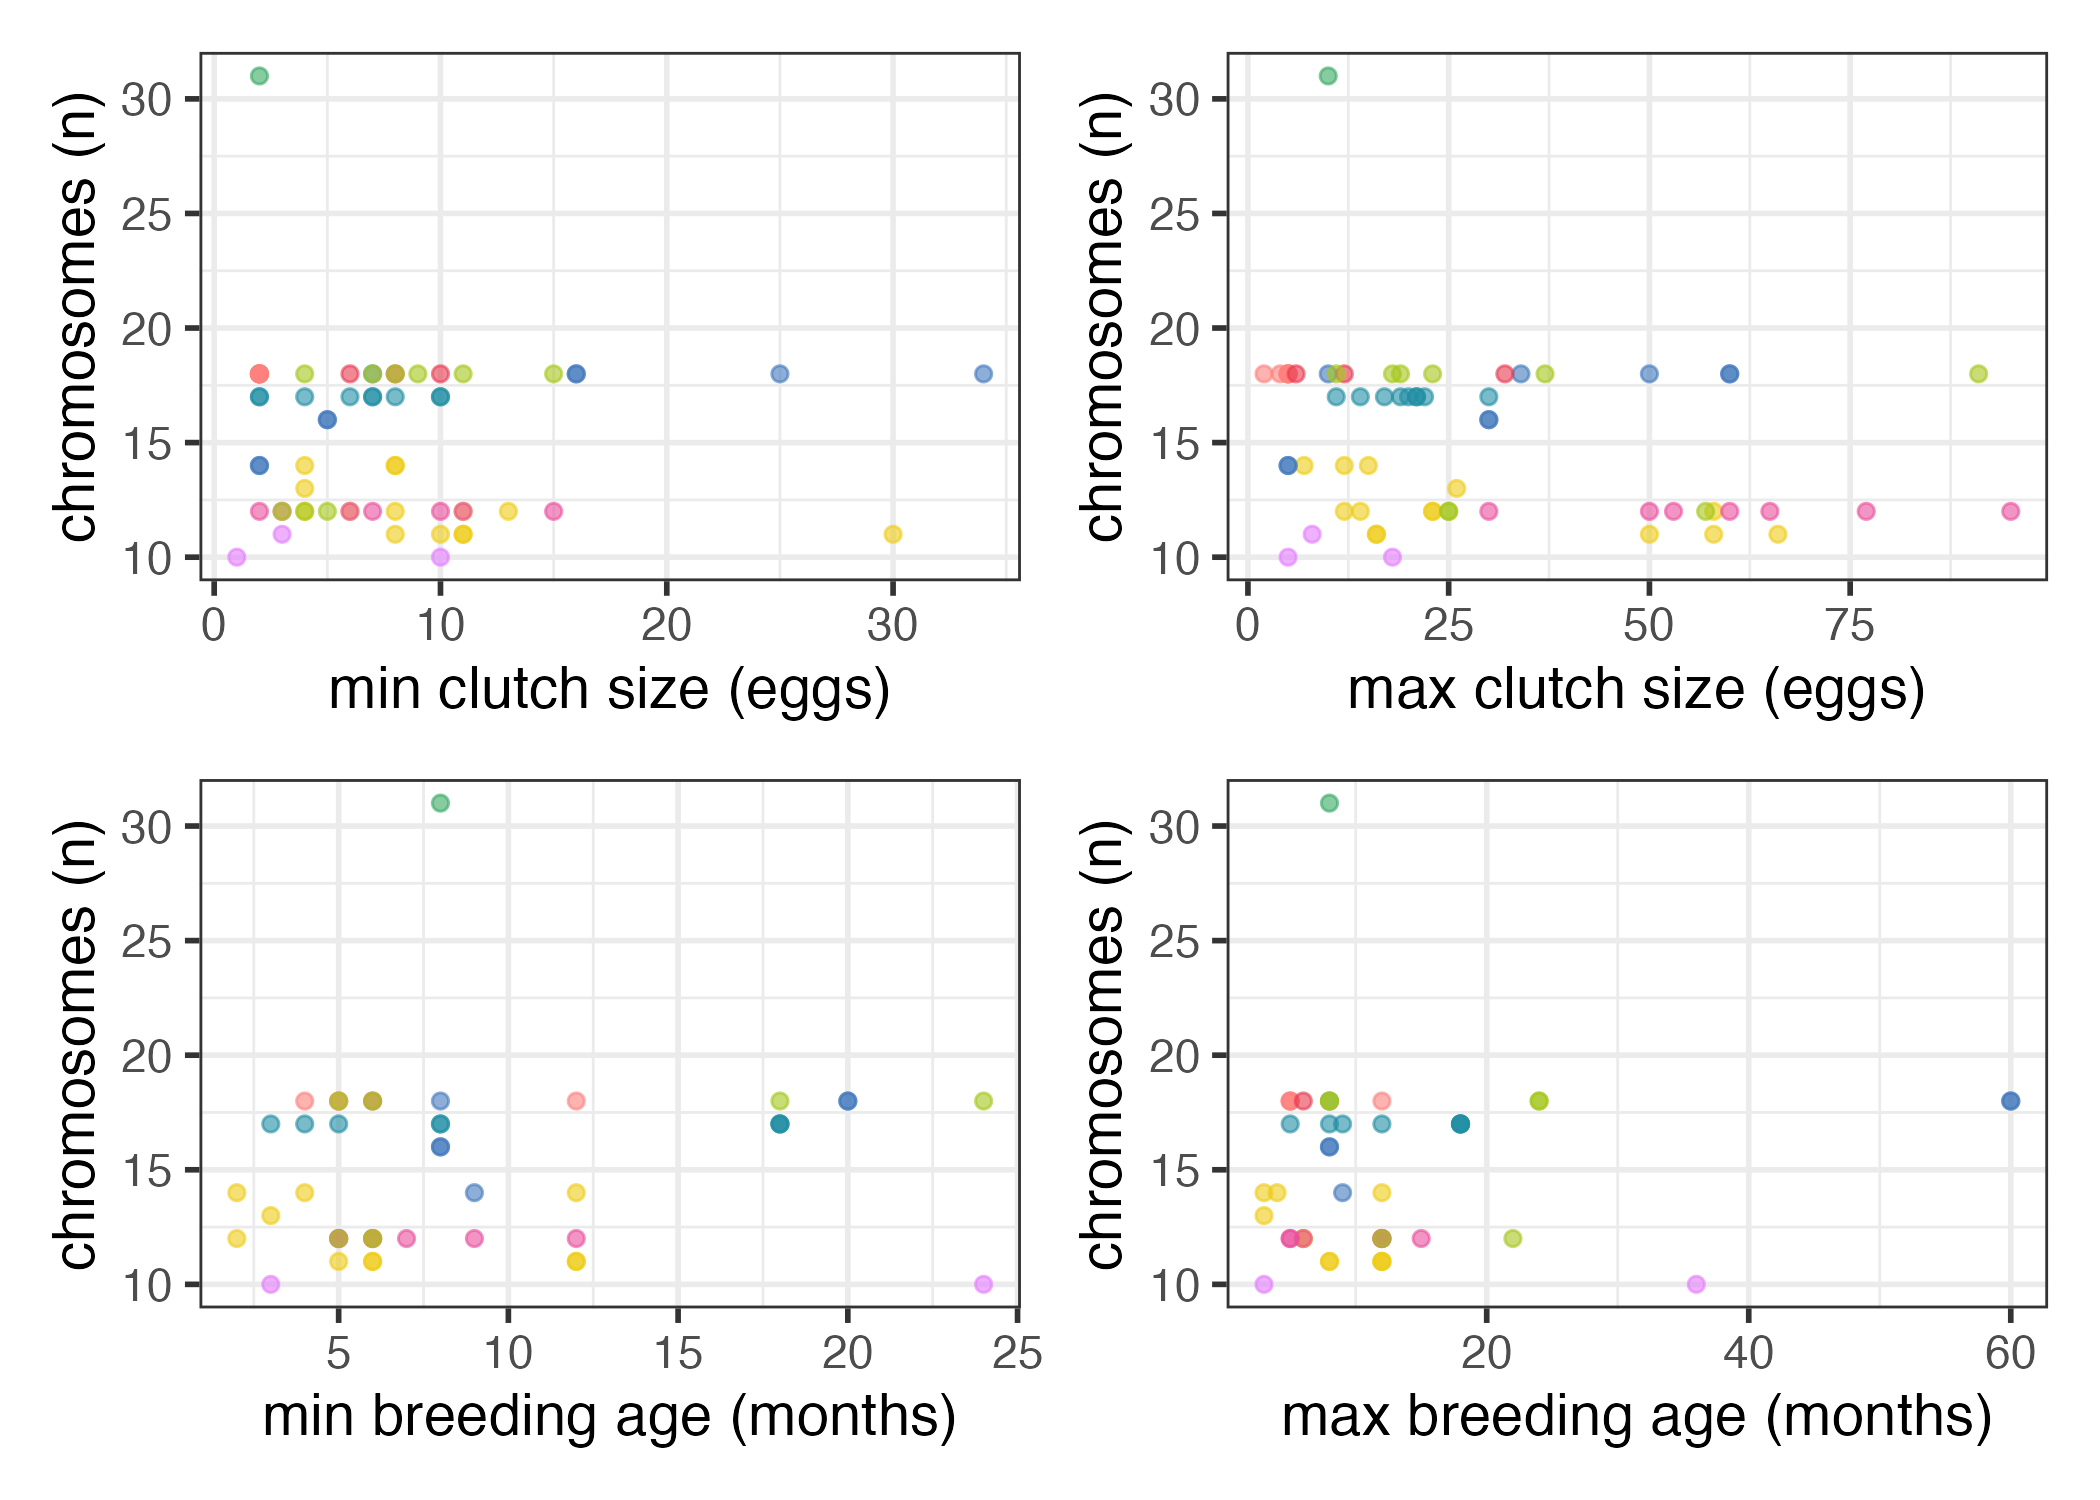 chromosomes (n)
30
25
20
15
10
0 10 20 30
min clutch size (eggs)
chromosomes (n)
30
25
20
15
10
0 25 50 75
max clutch size (eggs)
chromosomes (n)
30
25
20
15
10
5 10 15 20 25
min breeding age (months)
chromosomes (n)
30
25
20
15
10
20 40 60
max breeding age (months)